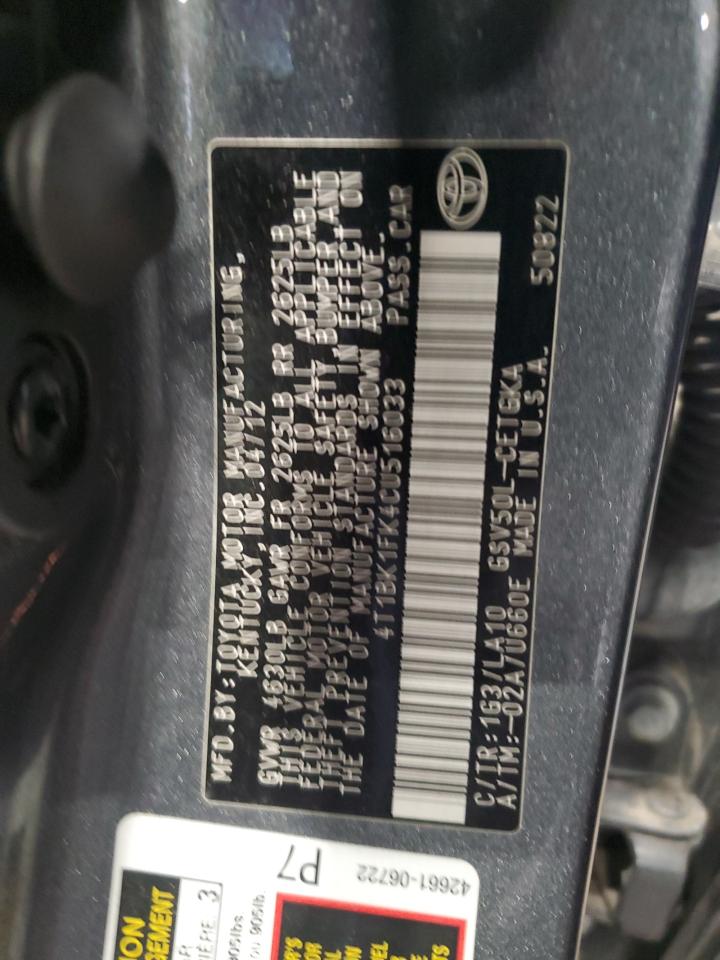 MFD.BY:TOYOTA MOTOR MANUFACTURING,
KENTUCKY, INC.04/12
GVWR 4630LB GAWR FR 2625LB RR 2625LB
THIS VEHICLE CONFORMS TO ALL APPLICABLE
FEDERAL MOTOR VEHICLE SAFETY, BUMPER AND
THEFT PREVENTION STANDARDS IN EFFECT ON
THE DATE OF MANUFACTURE SHOWN ABOVE.
4T1BK1FK4CU516033 PASS.CAR
C/TR:1G3/LA10 GSV50L-CETGKA
A/TM:-02A/U660E MADE IN U.S.A. 50822
P7
42661-06722
3
905lbs
905lb